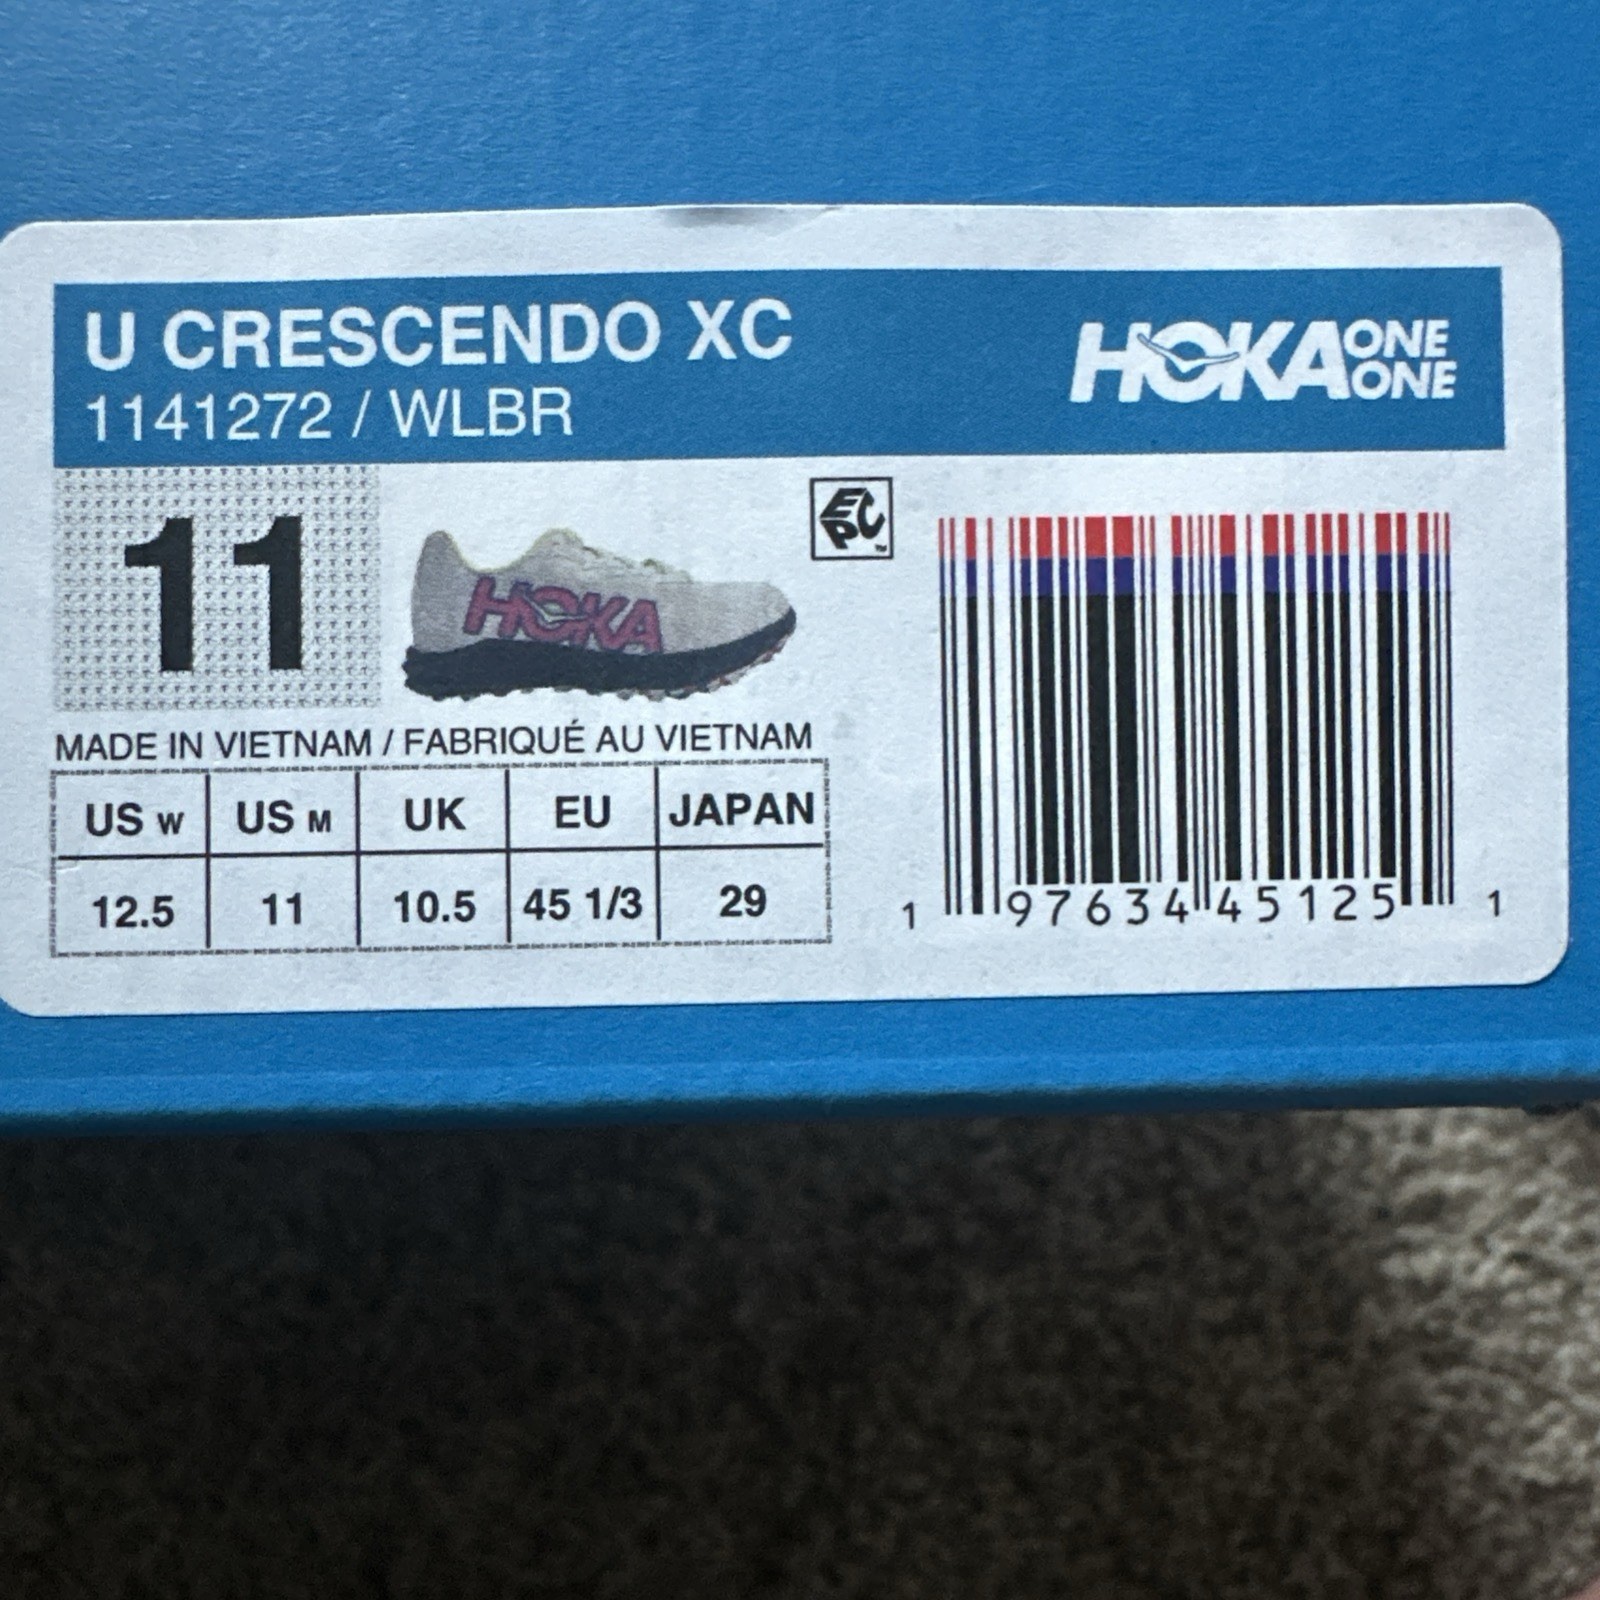 U CRESCENDO XC
1141272 / WLBR
HOKA ONE ONE
11
HOKA
EPC™
MADE IN VIETNAM / FABRIQUÉ AU VIETNAM
US W US M UK EU JAPAN
12.5 11 10.5 45 1/3 29
1 97634 45125 1